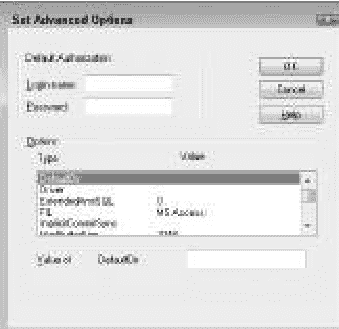 Set Advanced Options
Default Authorization
Login name:
Password:
OK
Cancel
Help
Options
Type Value
DefaultDir
Driver
ExtendedAnsiSQL 0
FIL MS Access;
ImplicitCommitSync
Value of DefaultDir